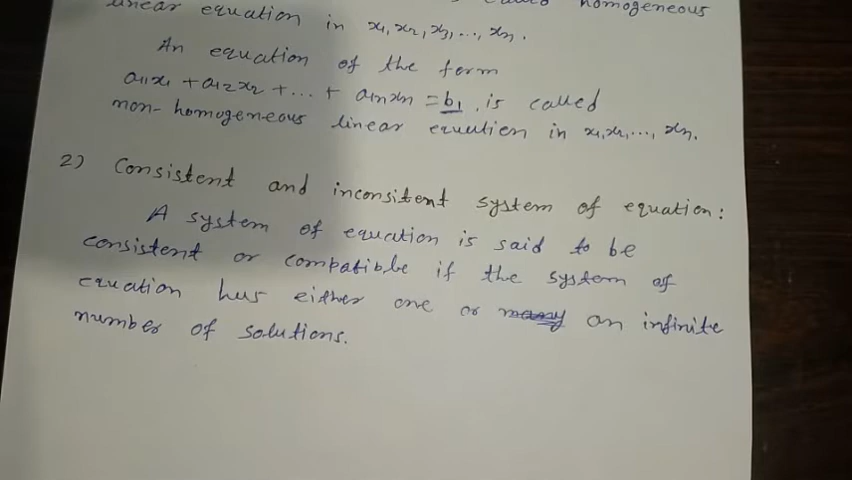 linear equation in x₁, x₂, x₃, ..., xₙ.
homogeneous
An equation of the form
a₁₁x₁ + a₁₂x₂ + ... + a₁ₙxₙ = b₁ . is called
non-homogeneous linear equation in x₁, x₂, ..., xₙ.
2) Consistent and inconsitent system of equation:
A system of equation is said to be
consistent or compatible if the system of
equation has either one or many an infinite
number of solutions.